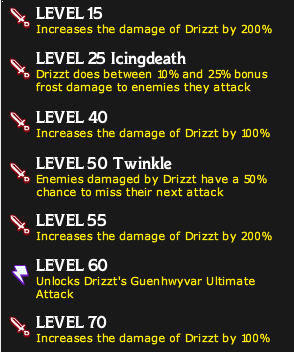 LEVEL 15
Increases the damage of Drizzt by 200%
LEVEL 25 Icingdeath
Drizzt does between 10% and 25% bonus
frost damage to enemies they attack
LEVEL 40
Increases the damage of Drizzt by 100%
LEVEL 50 Twinkle
Enemies damaged by Drizzt have a 50%
chance to miss their next attack
LEVEL 55
Increases the damage of Drizzt by 200%
LEVEL 60
Unlocks Drizzt's Guenhwyvar Ultimate
Attack
LEVEL 70
Increases the damage of Drizzt by 100%